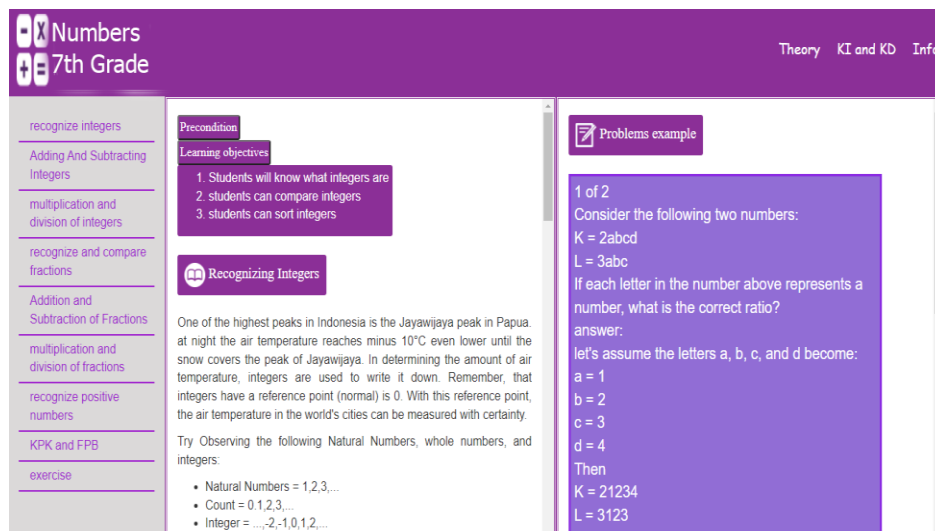 Numbers
7th Grade
Theory KI and KD Info
recognize integers
Adding And Subtracting
Integers
multiplication and
division of integers
recognize and compare
fractions
Addition and
Subtraction of Fractions
multiplication and
division of fractions
recognize positive
numbers
KPK and FPB
exercise
Precondition
Learning objectives
1. Students will know what integers are
2. students can compare integers
3. students can sort integers
Recognizing Integers
One of the highest peaks in Indonesia is the Jayawijaya peak in Papua.
at night the air temperature reaches minus 10°C even lower until the
snow covers the peak of Jayawijaya. In determining the amount of air
temperature, integers are used to write it down. Remember, that
integers have a reference point (normal) is 0. With this reference point,
the air temperature in the world's cities can be measured with certainty.
Try Observing the following Natural Numbers, whole numbers, and
integers:
• Natural Numbers = 1,2,3,...
• Count = 0.1,2,3,...
• Integer = ...,-2,-1,0,1,2,...
Problems example
1 of 2
Consider the following two numbers:
K = 2abcd
L = 3abc
If each letter in the number above represents a
number, what is the correct ratio?
answer:
let's assume the letters a, b, c, and d become:
a = 1
b = 2
c = 3
d = 4
Then
K = 21234
L = 3123